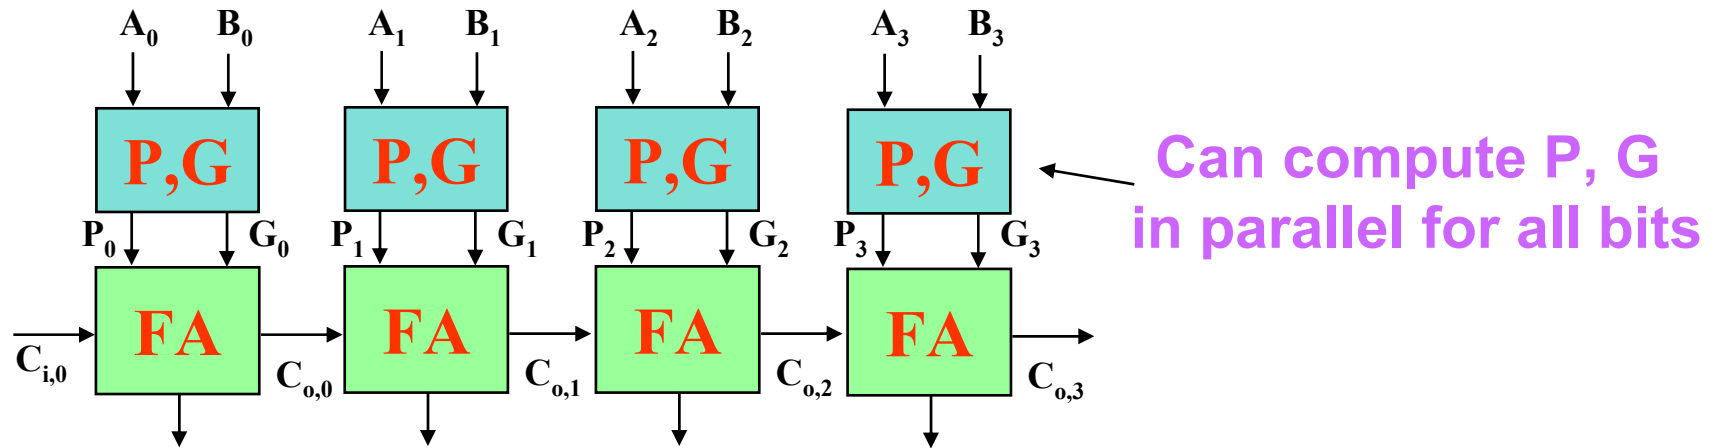 A0 B0 A1 B1 A2 B2 A3 B3
P,G P,G P,G P,G
Can compute P, G
in parallel for all bits
P0 G0 P1 G1 P2 G2 P3 G3
FA FA FA FA
Ci,0 Co,0 Co,1 Co,2 Co,3